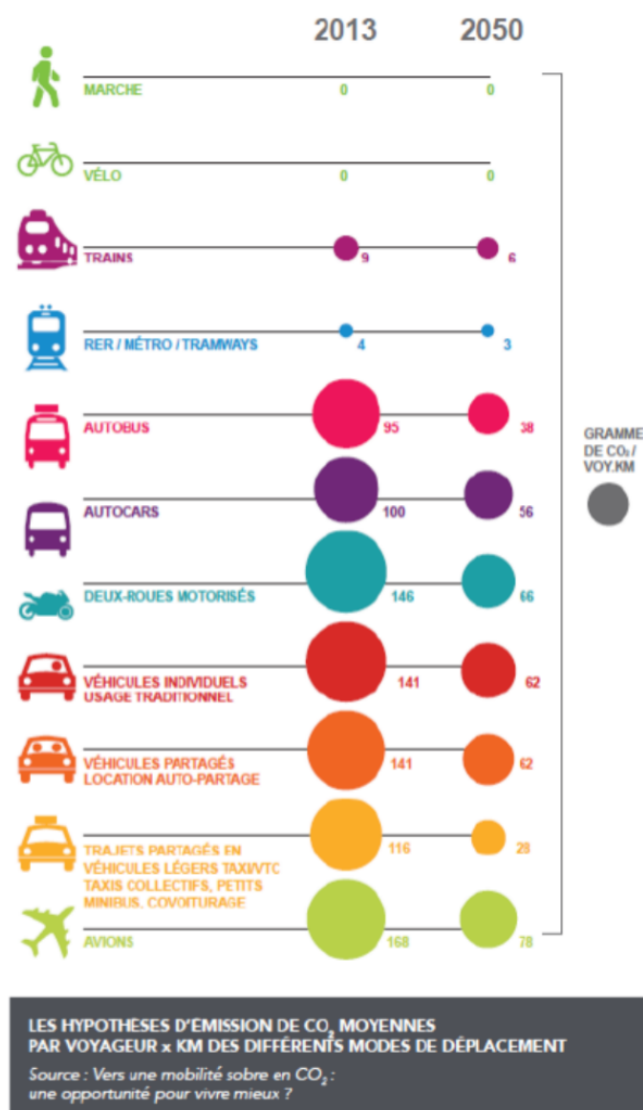 2013 2050
MARCHE 0 0
VÉLO 0 0
TRAINS 9 6
RER / MÉTRO / TRAMWAYS 4 3
AUTOBUS 95 38
GRAMME
DE CO₂ /
VOY.KM
AUTOCARS 100 56
DEUX-ROUES MOTORISÉS 146 66
VÉHICULES INDIVIDUELS 141 62
USAGE TRADITIONNEL
VÉHICULES PARTAGÉS 141 62
LOCATION AUTO-PARTAGE
TRAJETS PARTAGÉS EN 116 28
VÉHICULES LÉGERS TAXI/VTC
TAXIS COLLECTIFS, PETITS
MINIBUS, COVOITURAGE
AVIONS 168 78
LES HYPOTHÈSES D'ÉMISSION DE CO₂ MOYENNES
PAR VOYAGEUR x KM DES DIFFÉRENTS MODES DE DÉPLACEMENT
Source : Vers une mobilité sobre en CO₂ :
une opportunité pour vivre mieux ?